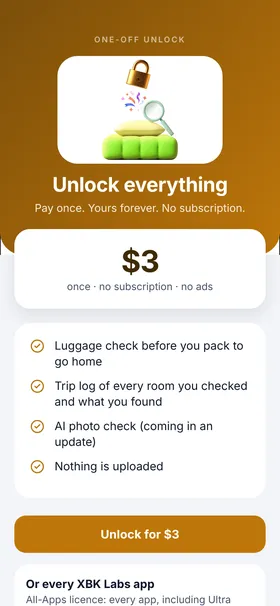 ONE-OFF UNLOCK
Unlock everything
Pay once. Yours forever. No subscription.
$3
once · no subscription · no ads
Luggage check before you pack to
go home
Trip log of every room you checked
and what you found
AI photo check (coming in an
update)
Nothing is uploaded
Unlock for $3
Or every XBK Labs app
All-Apps licence: every app, including Ultra